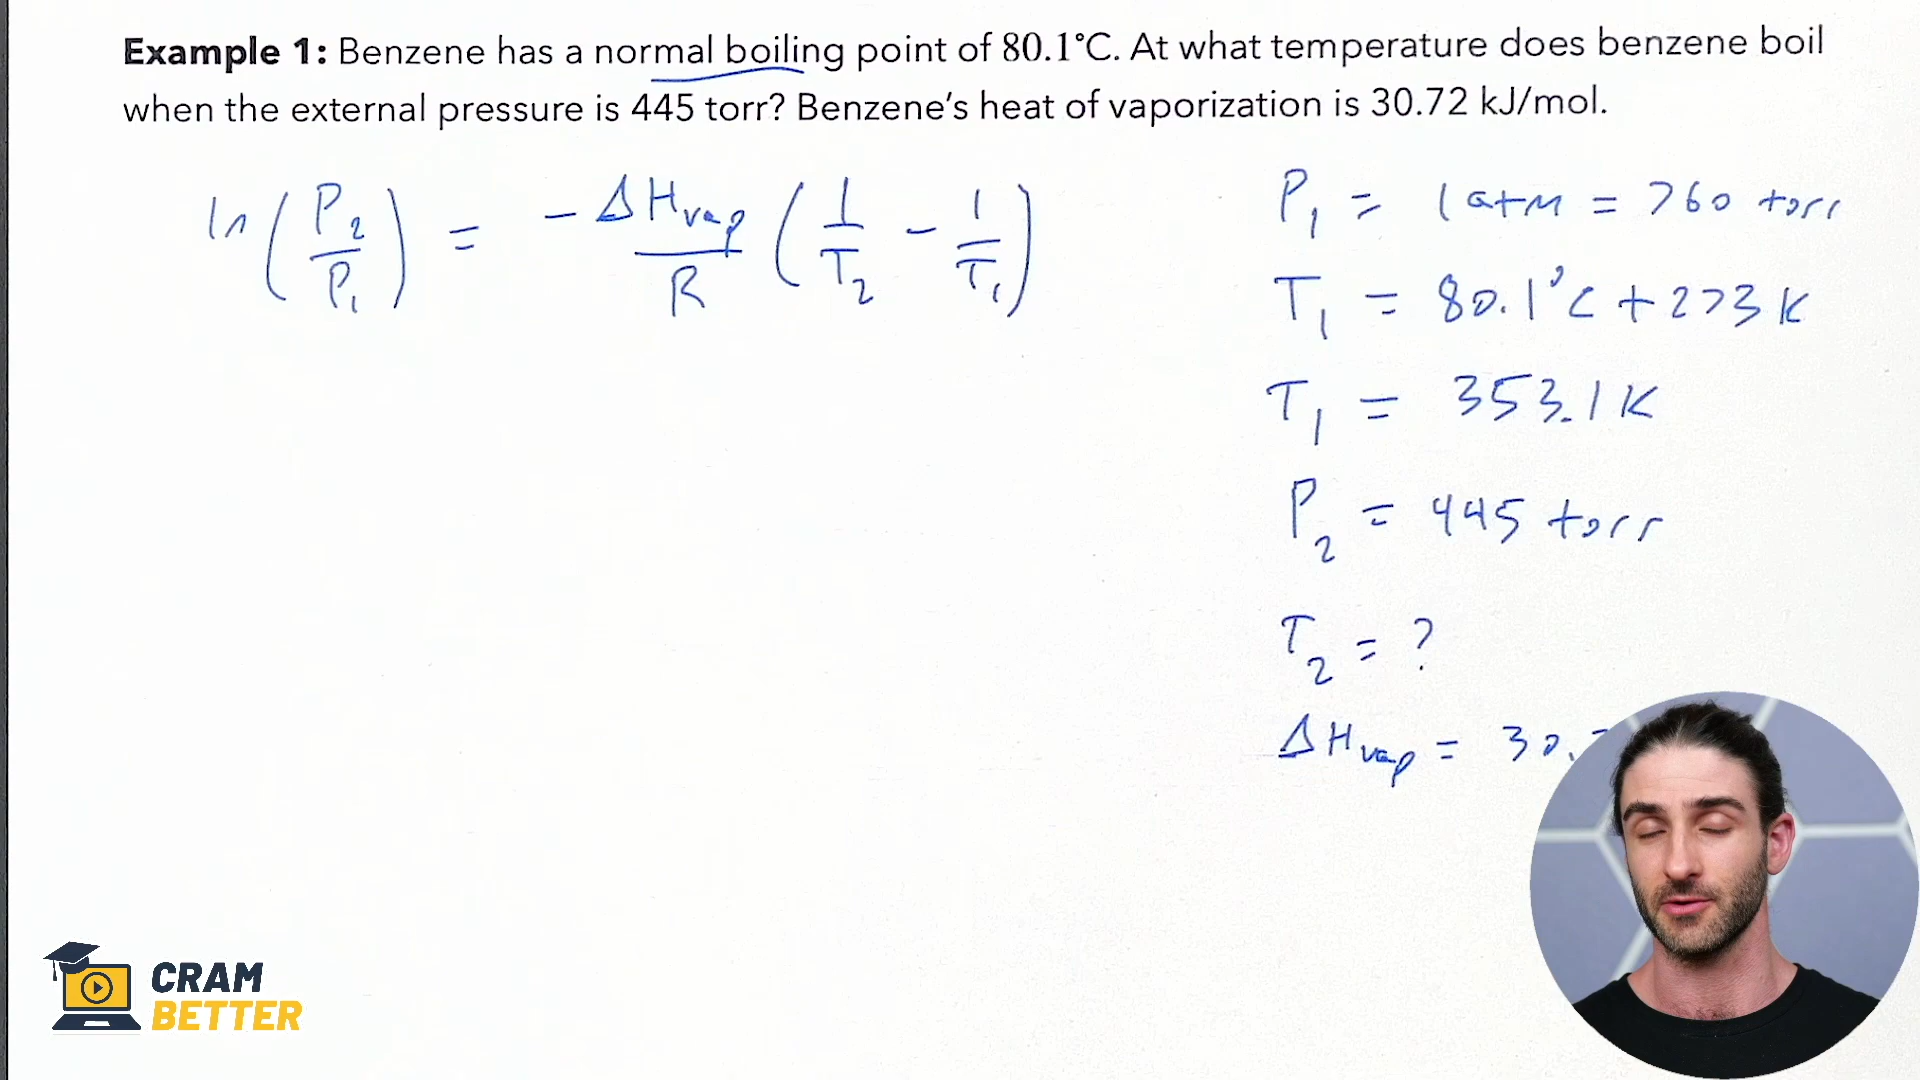 Example 1: Benzene has a normal boiling point of 80.1°C. At what temperature does benzene boil
when the external pressure is 445 torr? Benzene's heat of vaporization is 30.72 kJ/mol.
ln(P₂/P₁) = -ΔHvap/R (1/T₂ - 1/T₁)
P₁ = 1 atm = 760 torr
T₁ = 80.1°C + 273 K
T₁ = 353.1 K
P₂ = 445 torr
T₂ = ?
ΔHvap = 30.
CRAM
BETTER